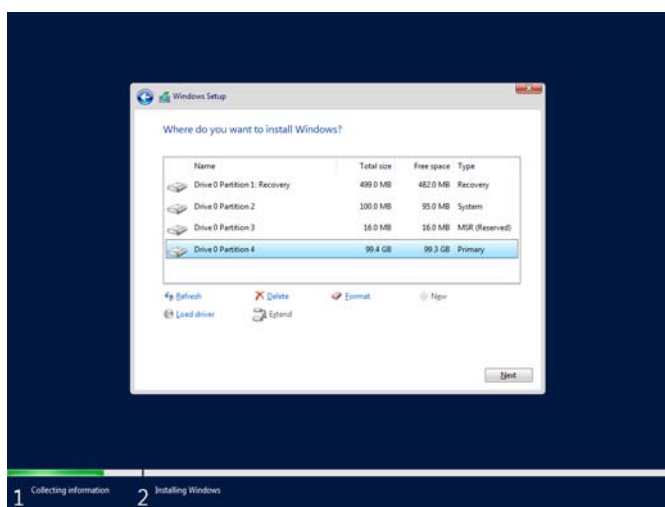 Windows Setup
Where do you want to install Windows?
Name Total size Free space Type
Drive 0 Partition 1: Recovery 499.0 MB 482.0 MB Recovery
Drive 0 Partition 2 100.0 MB 95.0 MB System
Drive 0 Partition 3 16.0 MB 16.0 MB MSR (Reserved)
Drive 0 Partition 4 99.4 GB 99.3 GB Primary
Refresh Delete Format New
Load driver Extend
Next
1 Collecting information 2 Installing Windows